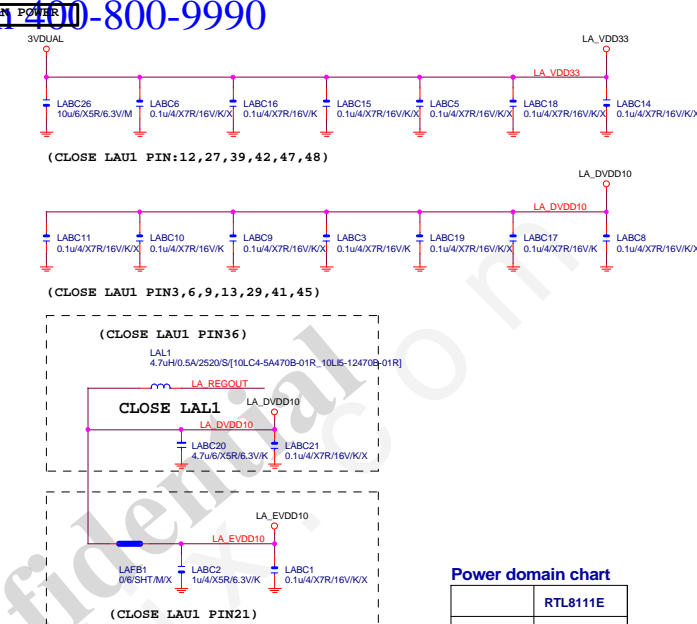 N POWER
400-800-9990
3VDUAL
LA_VDD33
LA_VDD33
LABC26
10u/6/X5R/6.3V/M
LABC6
0.1u/4/X7R/16V/K/X
LABC16
0.1u/4/X7R/16V/K
LABC15
0.1u/4/X7R/16V/K/X
LABC5
0.1u/4/X7R/16V/K/X
LABC18
0.1u/4/X7R/16V/K/X
LABC14
0.1u/4/X7R/16V/K/X
(CLOSE LAU1 PIN:12,27,39,42,47,48)
LA_DVDD10
LA_DVDD10
LABC11
0.1u/4/X7R/16V/K/X
LABC10
0.1u/4/X7R/16V/K
LABC9
0.1u/4/X7R/16V/K/X
LABC3
0.1u/4/X7R/16V/K
LABC19
0.1u/4/X7R/16V/K/X
LABC17
0.1u/4/X7R/16V/K
LABC8
0.1u/4/X7R/16V/K/X
(CLOSE LAU1 PIN3,6,9,13,29,41,45)
(CLOSE LAU1 PIN36)
LAL1
4.7uH/0.5A/2520/S/[10LC4-5A470B-01R_10LI5-12470B-01R]
LA_REGOUT
CLOSE LAL1
LA_DVDD10
LA_DVDD10
LABC20
4.7u/6/X5R/6.3V/K
LABC21
0.1u/4/X7R/16V/K/X
LA_EVDD10
LA_EVDD10
LAFB1
0/6/SHT/M/X
LABC2
1u/4/X5R/6.3V/K
LABC1
0.1u/4/X7R/16V/K/X
(CLOSE LAU1 PIN21)
Power domain chart
RTL8111E
fidential
x.com